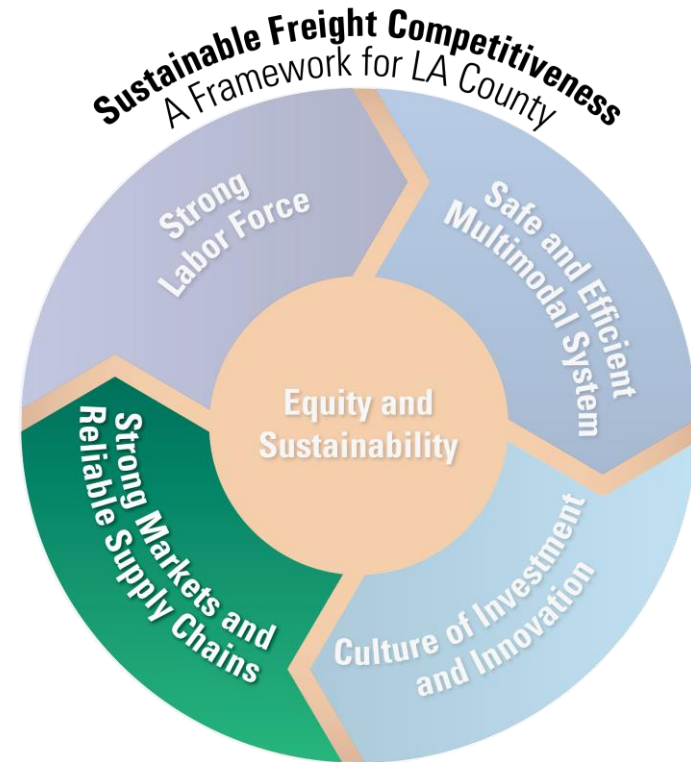 Sustainable Freight Competitiveness
A Framework for LA County
Strong
Labor Force
Safe and Efficient
Multimodal System
Equity and
Sustainability
Strong Markets and
Reliable Supply Chains
Culture of Investment
and Innovation